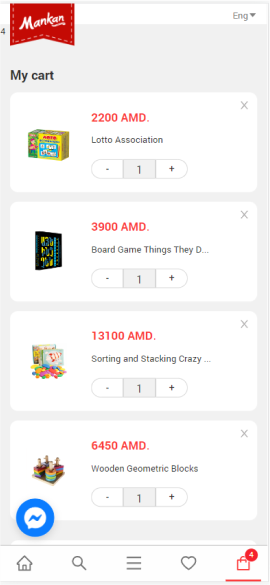 Mankan
Eng
4
My cart
2200 AMD.
Lotto Association
- 1 +
3900 AMD.
Board Game Things They D...
- 1 +
13100 AMD.
Sorting and Stacking Crazy ...
- 1 +
6450 AMD.
Wooden Geometric Blocks
- 1 +
4